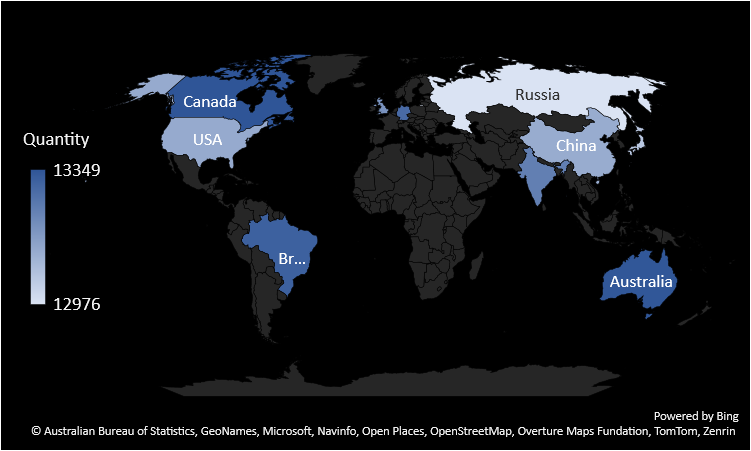 Canada
Russia
USA
China
Quantity
13349
Br...
Australia
12976
Powered by Bing
© Australian Bureau of Statistics, GeoNames, Microsoft, Navinfo, Open Places, OpenStreetMap, Overture Maps Fundation, TomTom, Zenrin